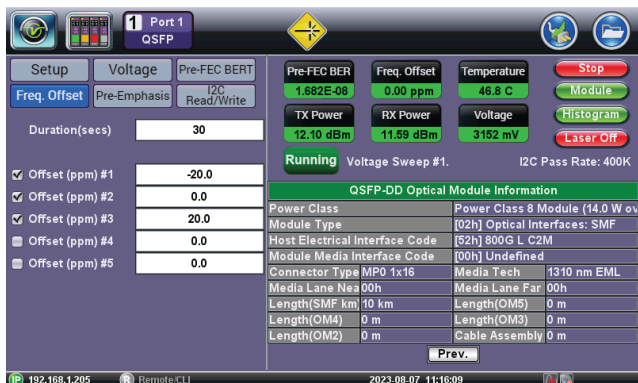 1 Port 1
QSFP
Setup Voltage Pre-FEC BERT
Freq. Offset Pre-Emphasis I2C Read/Write
Duration(secs) 30
Offset (ppm) #1 -20.0
Offset (ppm) #2 0.0
Offset (ppm) #3 20.0
Offset (ppm) #4 0.0
Offset (ppm) #5 0.0
Pre-FEC BER Freq. Offset Temperature Stop
1.682E-08 0.00 ppm 46.8 C Module
TX Power RX Power Voltage Histogram
12.10 dBm 11.59 dBm 3152 mV Laser Off
Running Voltage Sweep #1. I2C Pass Rate: 400K
QSFP-DD Optical Module Information
Power Class Power Class 8 Module (14.0 W ov
Module Type [02h] Optical Interfaces: SMF
Host Electrical Interface Code [52h] 800G L C2M
Module Media Interface Code [00h] Undefined
Connector Type MP0 1x16 Media Tech 1310 nm EML
Media Lane Nea 00h Media Lane Far 00h
Length(SMF km) 10 km Length(OM5) 0 m
Length(OM4) 0 m Length(OM3) 0 m
Length(OM2) 0 m Cable Assembly 0 m
Prev.
IP 192.168.1.205 R Remote/CLI 2023-08-07 11:16:09